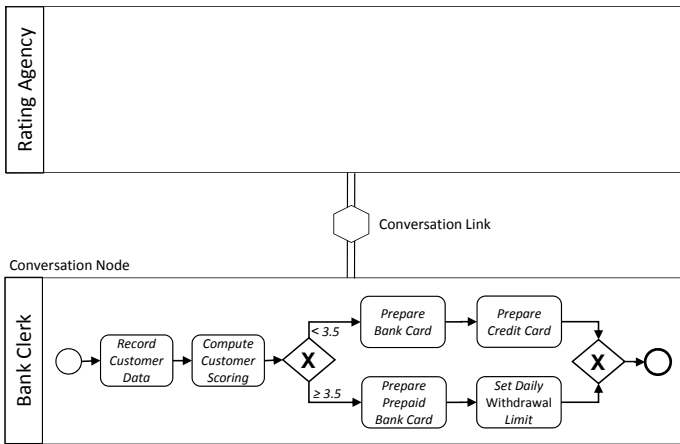 Rating Agency
Conversation Link
Conversation Node
Bank Clerk
Record
Customer
Data
Compute
Customer
Scoring
X
< 3.5
Prepare
Bank Card
Prepare
Credit Card
≥ 3.5
Prepare
Prepaid
Bank Card
Set Daily
Withdrawal
Limit
X